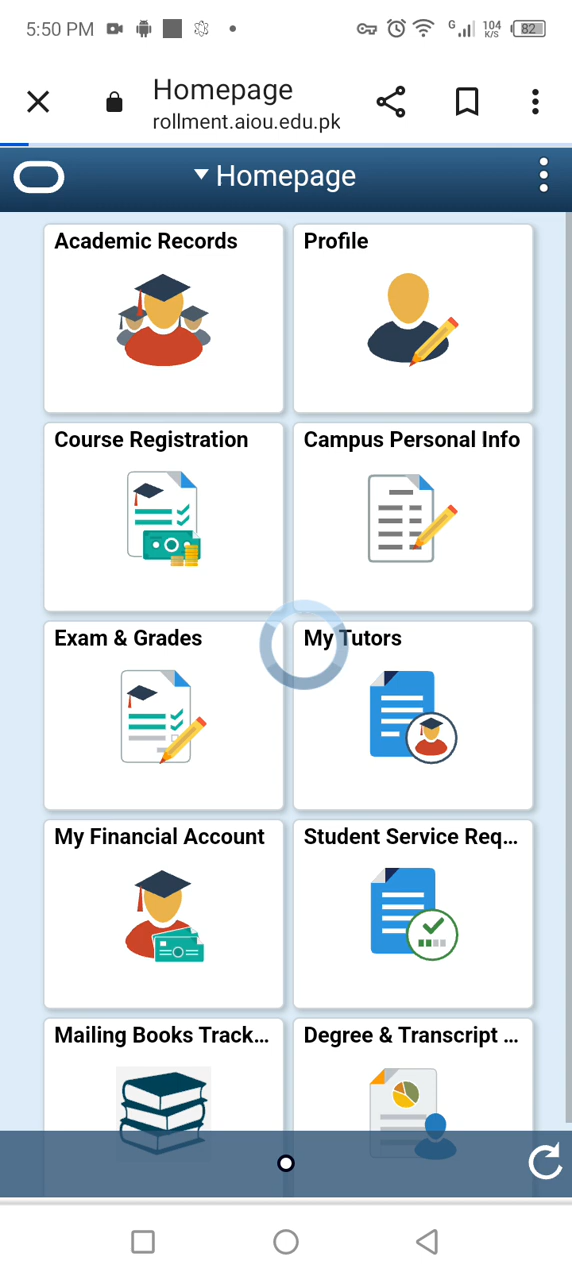 5:50 PM
G 104 K/S 82
Homepage
rollment.aiou.edu.pk
Homepage
Academic Records
Profile
Course Registration
Campus Personal Info
Exam & Grades
My Tutors
My Financial Account
Student Service Req...
Mailing Books Track...
Degree & Transcript ...